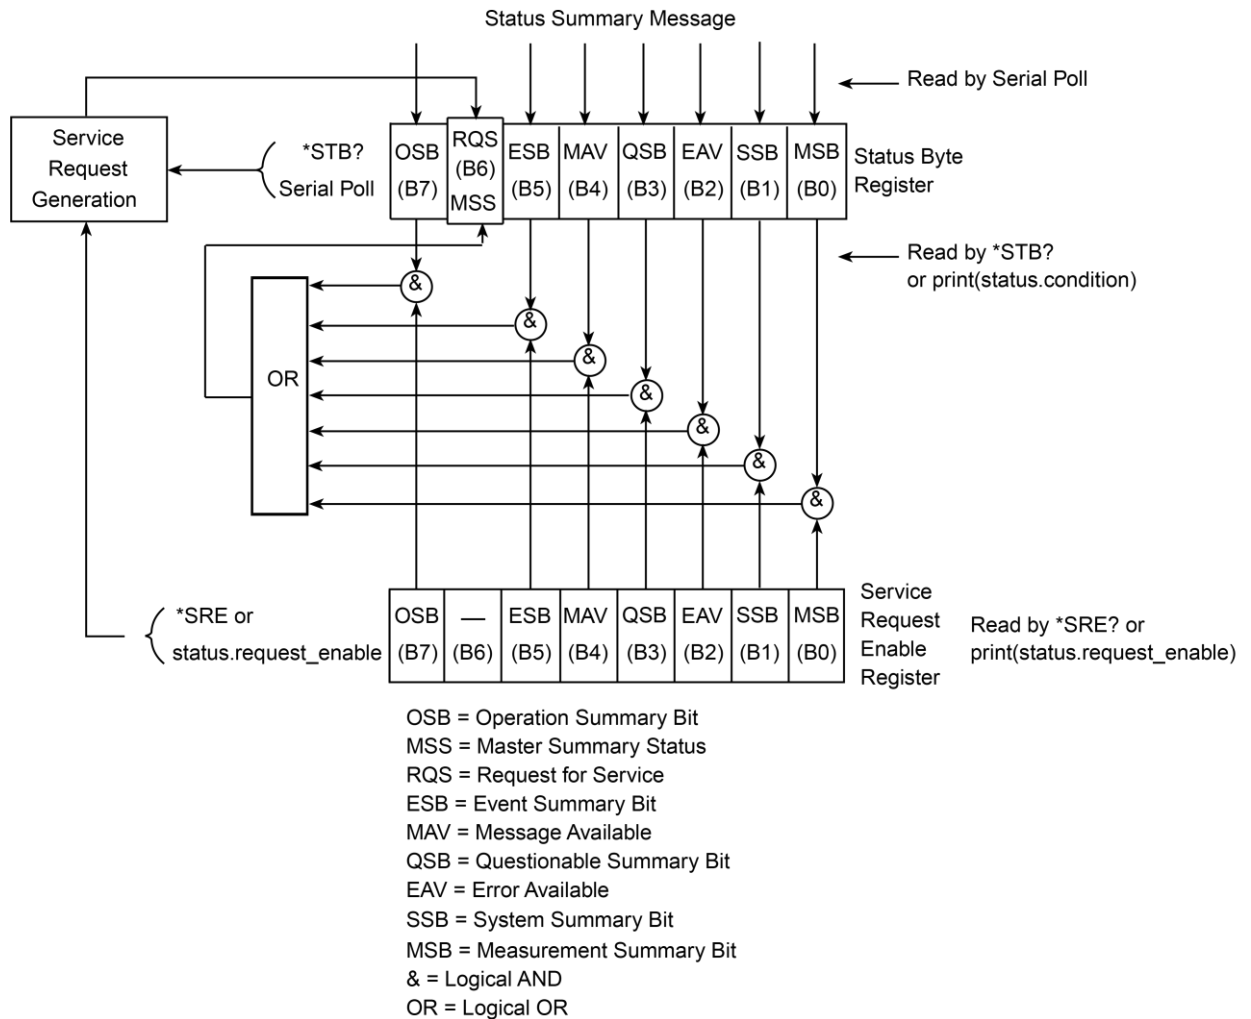 Status Summary Message
Read by Serial Poll
Service
Request
Generation
*STB?
Serial Poll
OSB
(B7)
RQS
(B6)
MSS
ESB
(B5)
MAV
(B4)
QSB
(B3)
EAV
(B2)
SSB
(B1)
MSB
(B0)
Status Byte
Register
Read by *STB?
or print(status.condition)
&
&
&
&
&
&
&
OR
*SRE or
status.request_enable
OSB
(B7)
—
(B6)
ESB
(B5)
MAV
(B4)
QSB
(B3)
EAV
(B2)
SSB
(B1)
MSB
(B0)
Service
Request
Enable
Register
Read by *SRE? or
print(status.request_enable)
OSB = Operation Summary Bit
MSS = Master Summary Status
RQS = Request for Service
ESB = Event Summary Bit
MAV = Message Available
QSB = Questionable Summary Bit
EAV = Error Available
SSB = System Summary Bit
MSB = Measurement Summary Bit
& = Logical AND
OR = Logical OR